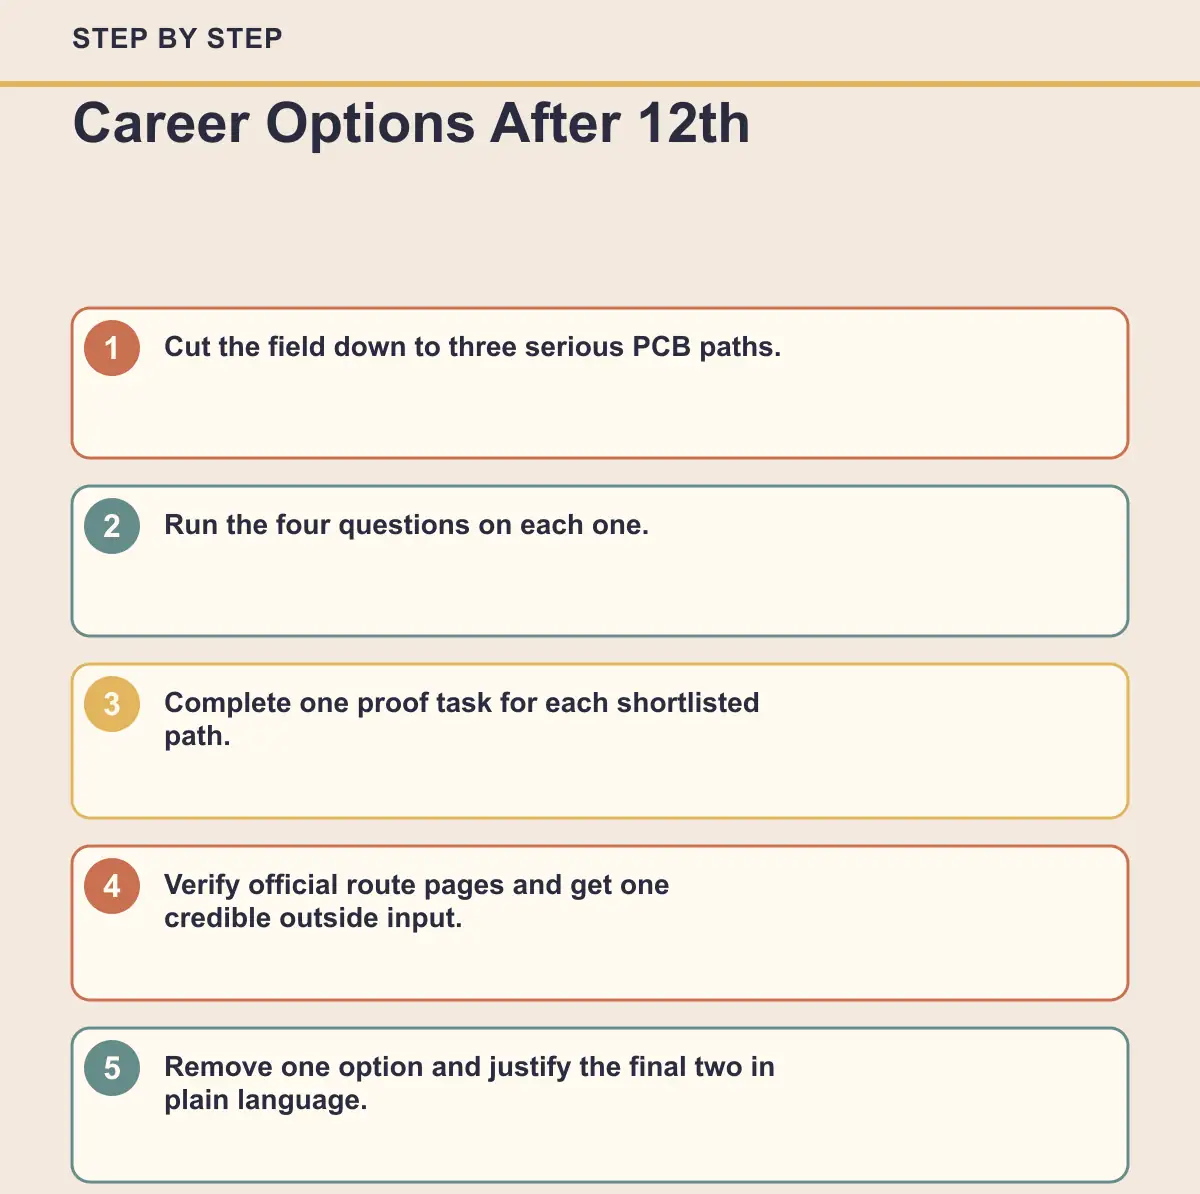 STEP BY STEP
Career Options After 12th
1
Cut the field down to three serious PCB paths.
2
Run the four questions on each one.
3
Complete one proof task for each shortlisted
path.
4
Verify official route pages and get one
credible outside input.
5
Remove one option and justify the final two in
plain language.